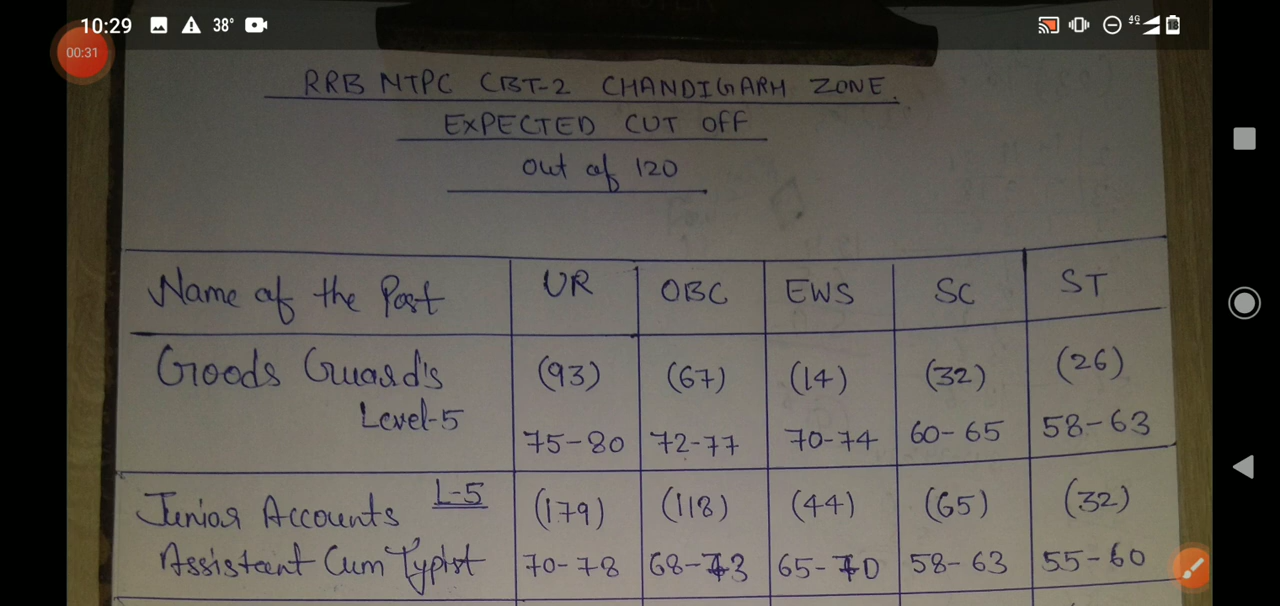 10:29 38° 4G
00:31
RRB NTPC CBT-2 CHANDIGARH ZONE.
EXPECTED CUT OFF
out of 120
Name of the Post UR OBC EWS SC ST
Goods Guard's (93) (67) (14) (32) (26)
Level-5 75-80 72-77 70-74 60-65 58-63
Junior Accounts L-5 (179) (118) (44) (65) (32)
Assistant Cum Typist 70-78 68-73 65-70 58-63 55-60